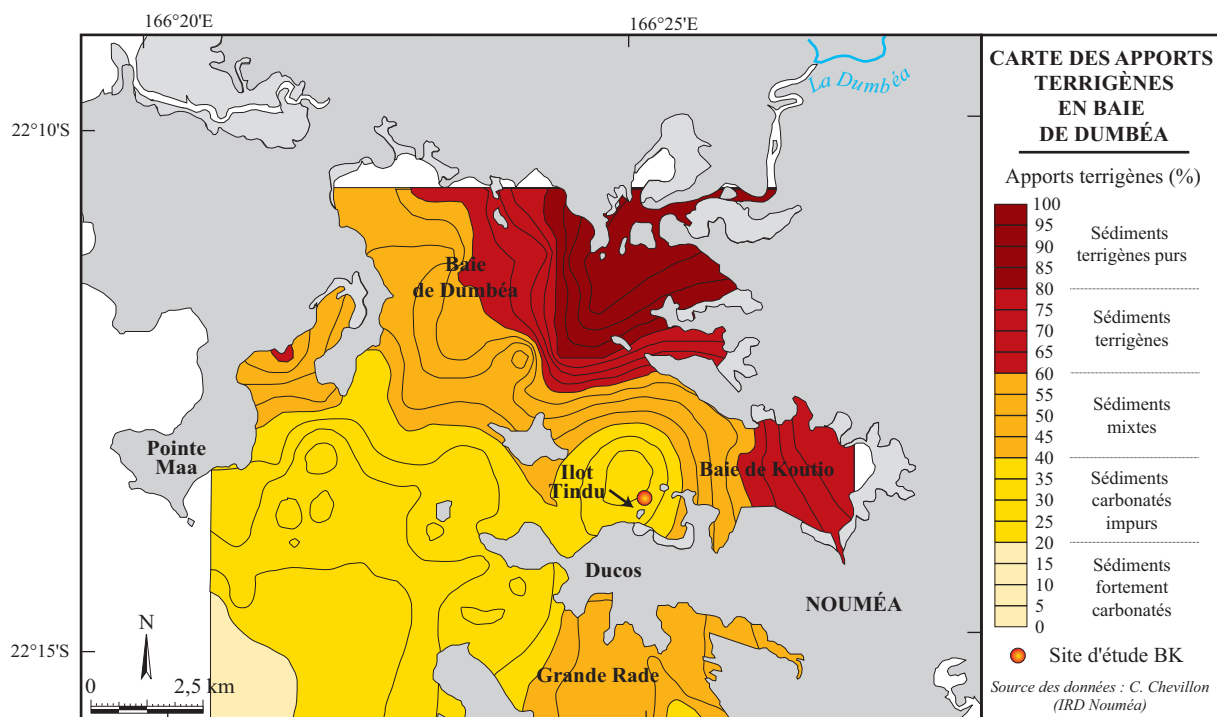 166°20'E
166°25'E
22°10'S
22°15'S
La Dumbéa
Baie
de Dumbéa
Pointe
Maa
Ilot
Tindu
Baie de Koutio
Ducos
NOUMÉA
Grande Rade
N
0 2,5 km
CARTE DES APPORTS
TERRIGÈNES
EN BAIE
DE DUMBÉA
Apports terrigènes (%)
100
95
90
85
80
75
70
65
60
55
50
45
40
35
30
25
20
15
10
5
0
Sédiments
terrigènes purs
Sédiments
terrigènes
Sédiments
mixtes
Sédiments
carbonatés
impurs
Sédiments
fortement
carbonatés
Site d'étude BK
Source des données : C. Chevillon
(IRD Nouméa)